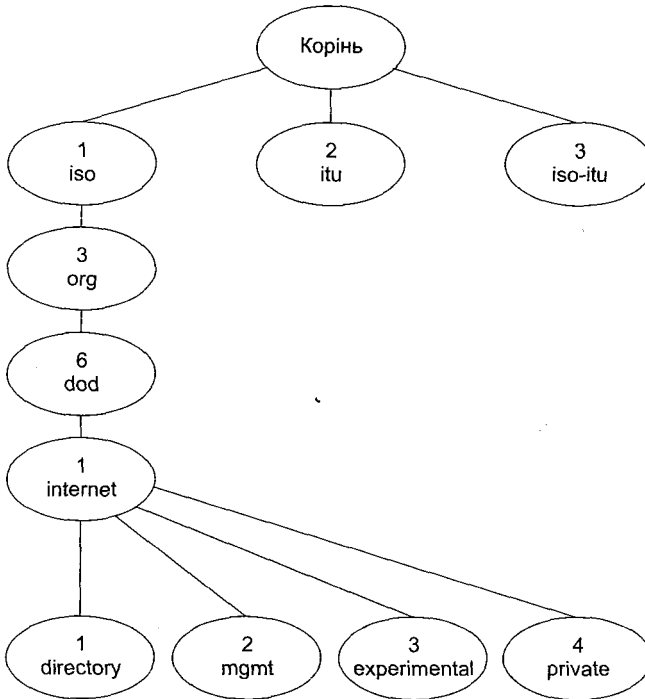 Корінь
1
iso
2
itu
3
iso-itu
3
org
6
dod
1
internet
1
directory
2
mgmt
3
experimental
4
private